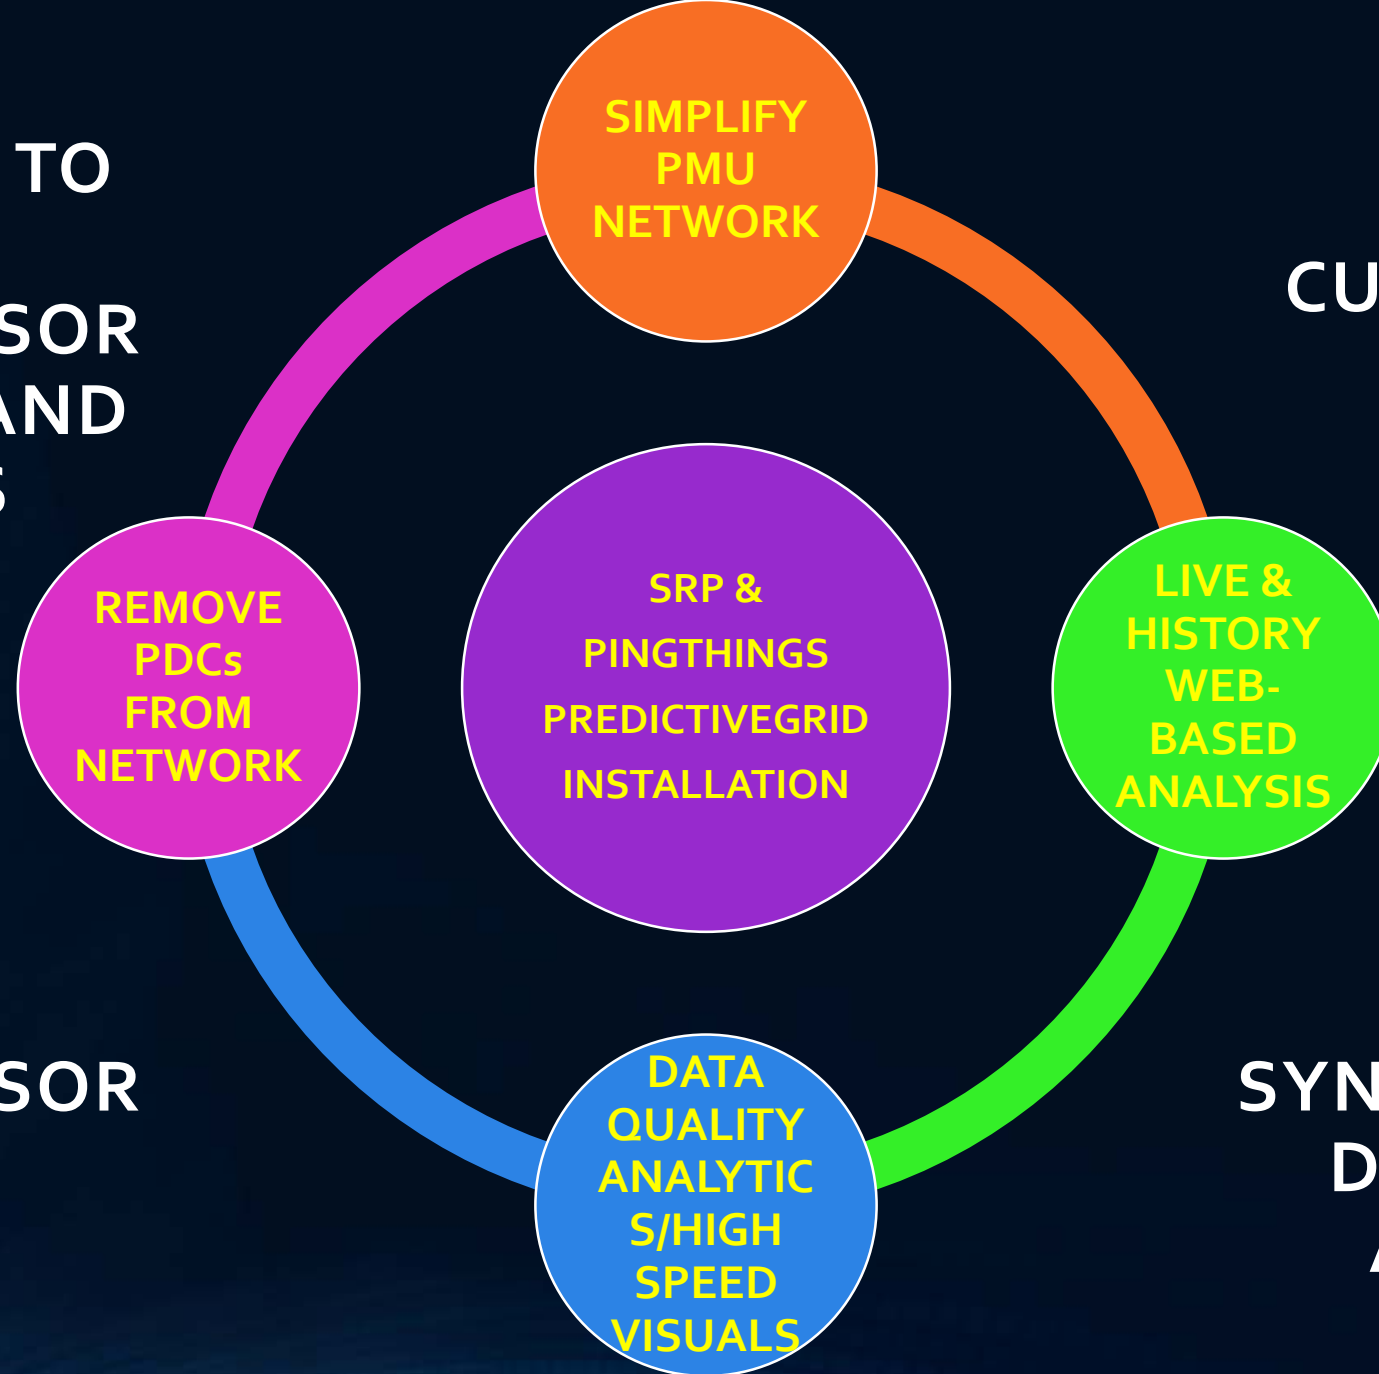 SIMPLIFY
PMU
NETWORK
TO
SOR
AND
S
CU
REMOVE
PDCs
FROM
NETWORK
SRP &
PINGTHINGS
PREDICTIVEGRID
INSTALLATION
LIVE &
HISTORY
WEB-
BASED
ANALYSIS
DATA
QUALITY
ANALYTIC
S/HIGH
SPEED
VISUALS
SOR
SYN
D